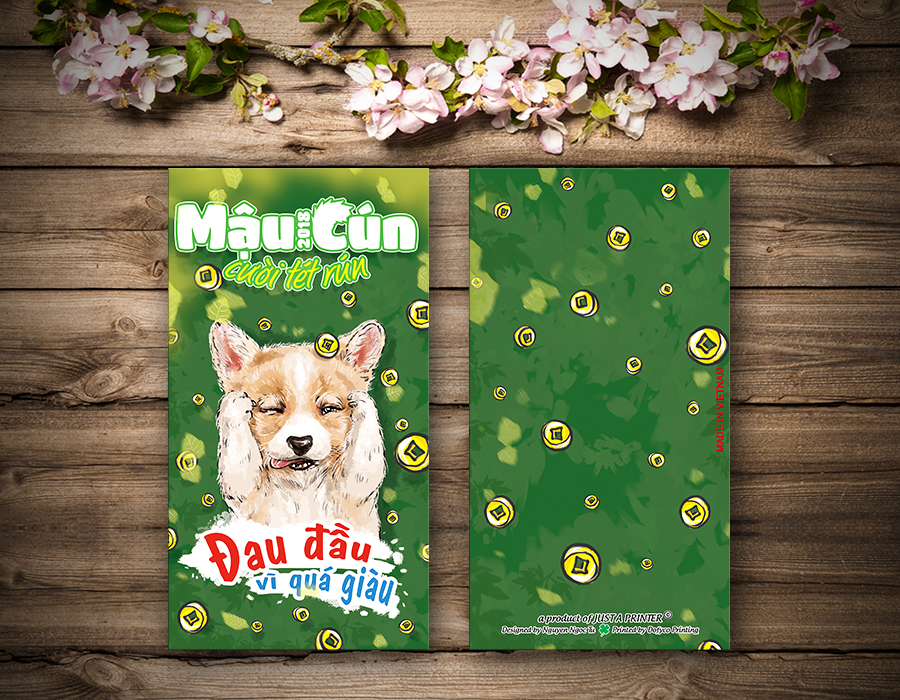 Mậu 2018 Cún
cười tết rún
Đau đầu
vì quá giàu
MADE IN VIETNAM
a product of JUSTA PRINTER ©
Designed by Nguyen Ngoc Tu Printed by Dafyco Printing